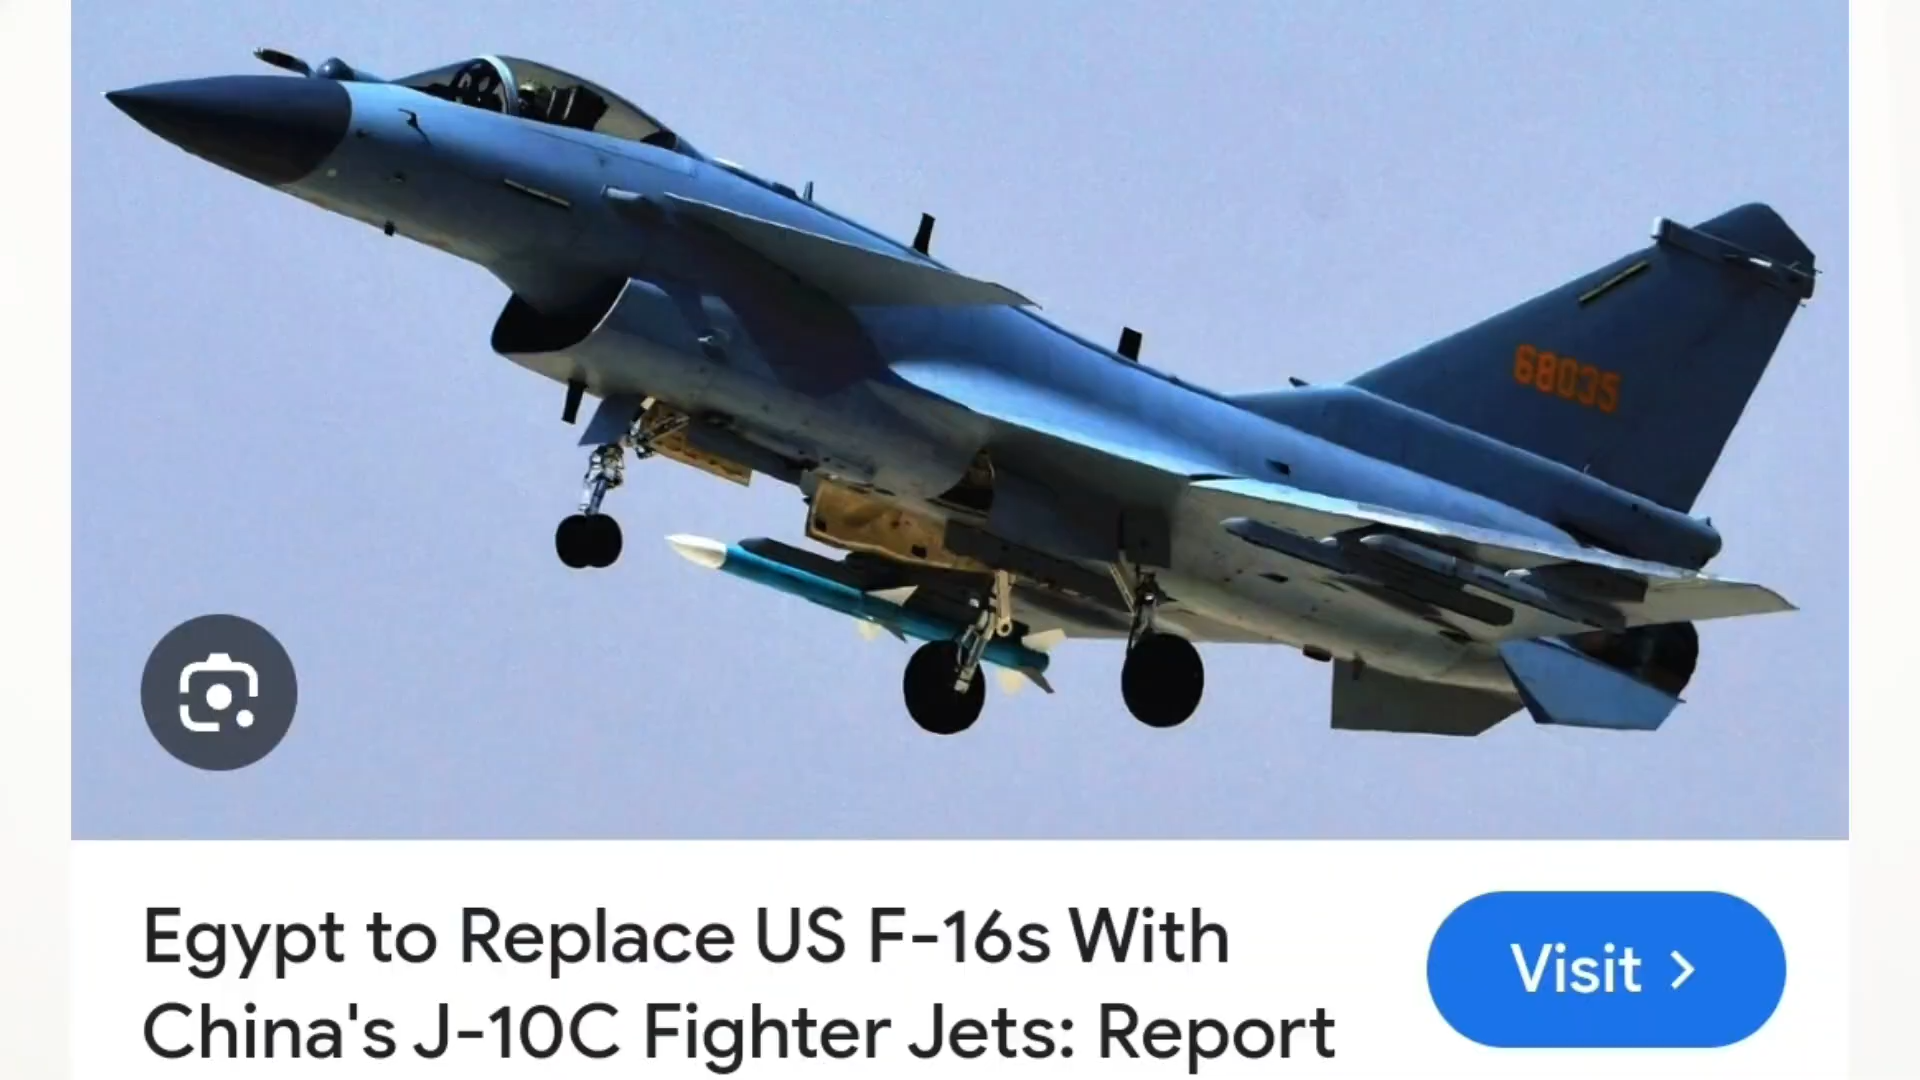 68035
Egypt to Replace US F-16s With
China's J-10C Fighter Jets: Report
Visit >